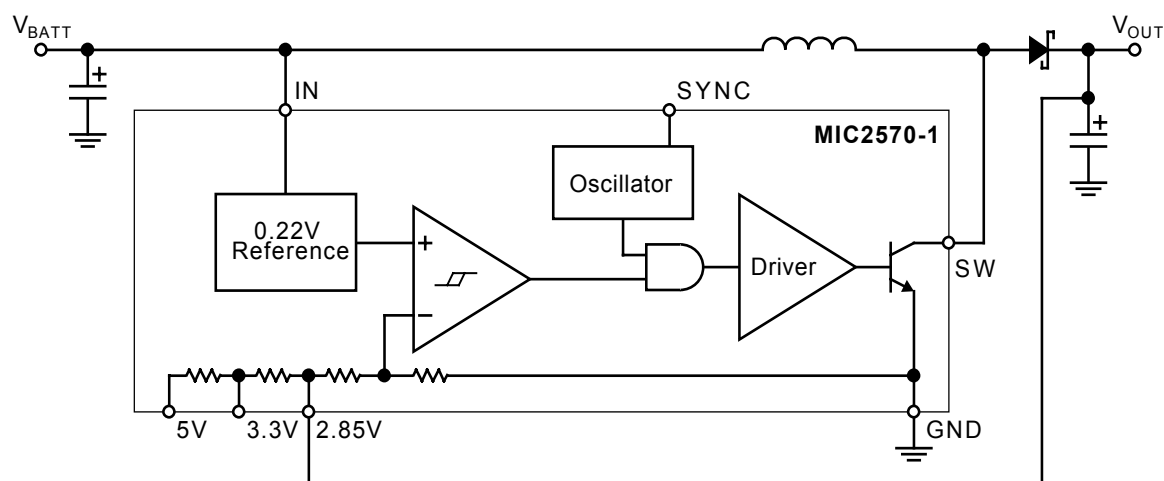 VBATT
VOUT
IN
SYNC
MIC2570-1
Oscillator
0.22V
Reference
+
–
Driver
SW
5V
3.3V
2.85V
GND
+
+